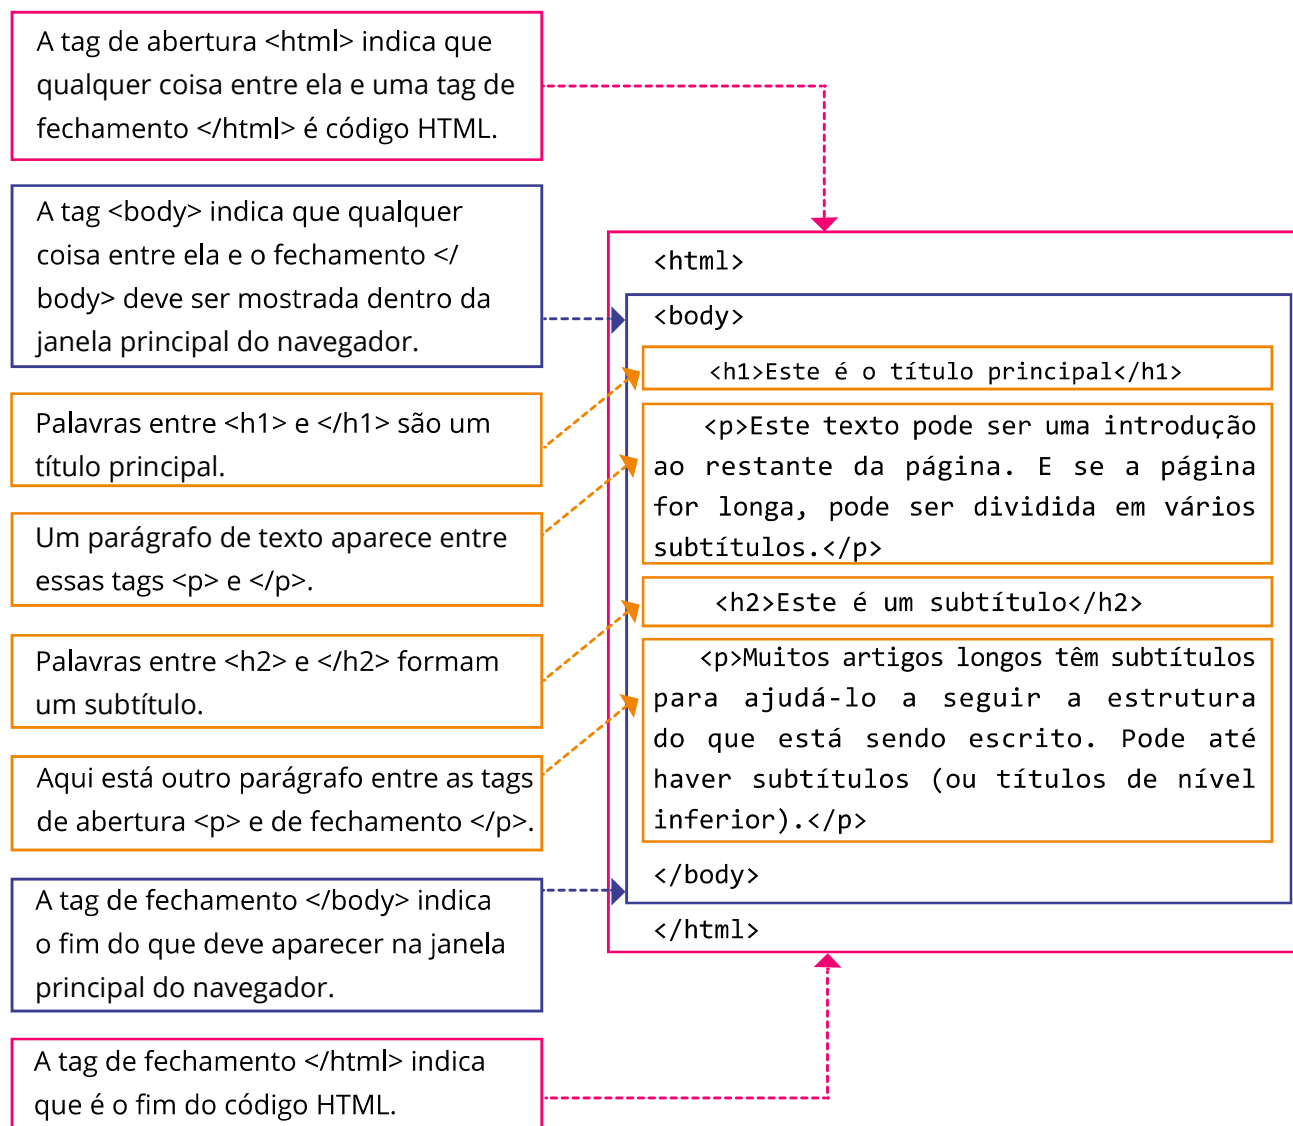 A tag de abertura <html> indica que
qualquer coisa entre ela e uma tag de
fechamento </html> é código HTML.
A tag <body> indica que qualquer
coisa entre ela e o fechamento </
body> deve ser mostrada dentro da
janela principal do navegador.
Palavras entre <h1> e </h1> são um
título principal.
Um parágrafo de texto aparece entre
essas tags <p> e </p>.
Palavras entre <h2> e </h2> formam
um subtítulo.
Aqui está outro parágrafo entre as tags
de abertura <p> e de fechamento </p>.
A tag de fechamento </body> indica
o fim do que deve aparecer na janela
principal do navegador.
A tag de fechamento </html> indica
que é o fim do código HTML.
<html>
<body>
<h1>Este é o título principal</h1>
<p>Este texto pode ser uma introdução
ao restante da página. E se a página
for longa, pode ser dividida em vários
subtítulos.</p>
<h2>Este é um subtítulo</h2>
<p>Muitos artigos longos têm subtítulos
para ajudá-lo a seguir a estrutura
do que está sendo escrito. Pode até
haver subtítulos (ou títulos de nível
inferior).</p>
</body>
</html>